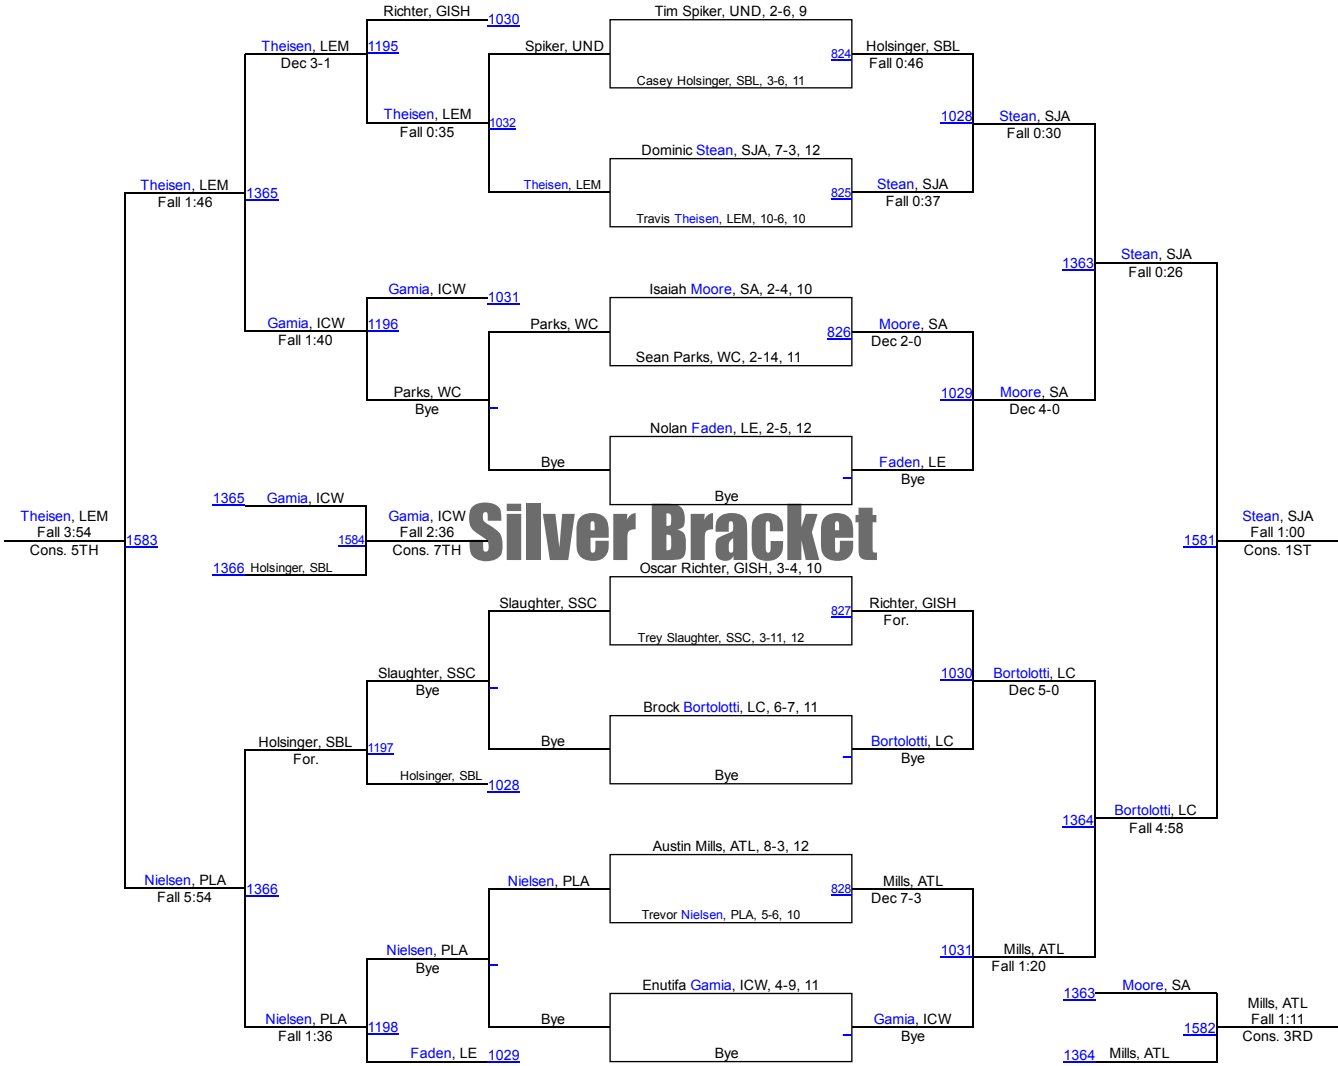 Richter, GISH
1030
Tim Spiker, UND, 2-6, 9
Theisen, LEM
1195
Dec 3-1
Spiker, UND
824
Holsinger, SBL
Fall 0:46
Casey Holsinger, SBL, 3-6, 11
Theisen, LEM
Fall 0:35
1032
1028
Stean, SJA
Fall 0:30
Dominic Stean, SJA, 7-3, 12
Theisen, LEM
Fall 1:46
1365
Theisen, LEM
825
Stean, SJA
Fall 0:37
Travis Theisen, LEM, 10-6, 10
1363
Stean, SJA
Fall 0:26
Gamia, ICW
1031
Isaiah Moore, SA, 2-4, 10
Gamia, ICW
1196
Fall 1:40
Parks, WC
826
Moore, SA
Dec 2-0
Sean Parks, WC, 2-14, 11
Parks, WC
Bye
1029
Moore, SA
Dec 4-0
Nolan Faden, LE, 2-5, 12
Bye
Faden, LE
Bye
Bye
1365
Gamia, ICW
Theisen, LEM
Fall 3:54
Cons. 5TH
1583
1584
Gamia, ICW
Fall 2:36
Cons. 7TH
Silver Bracket
1581
Stean, SJA
Fall 1:00
Cons. 1ST
1366
Holsinger, SBL
Oscar Richter, GISH, 3-4, 10
Slaughter, SSC
827
Richter, GISH
For.
Trey Slaughter, SSC, 3-11, 12
Slaughter, SSC
Bye
1030
Bortolotti, LC
Dec 5-0
Brock Bortolotti, LC, 6-7, 11
Holsinger, SBL
For.
1197
Bye
Bortolotti, LC
Bye
Bye
Holsinger, SBL
1028
1364
Bortolotti, LC
Fall 4:58
Austin Mills, ATL, 8-3, 12
Nielsen, PLA
Fall 5:54
1366
Nielsen, PLA
828
Mills, ATL
Dec 7-3
Trevor Nielsen, PLA, 5-6, 10
Nielsen, PLA
Bye
1031
Mills, ATL
Fall 1:20
Enutifa Gamia, ICW, 4-9, 11
1363
Moore, SA
Nielsen, PLA
Fall 1:36
1198
Bye
Gamia, ICW
Bye
1582
Mills, ATL
Fall 1:11
Cons. 3RD
Faden, LE
1029
Bye
1364
Mills, ATL